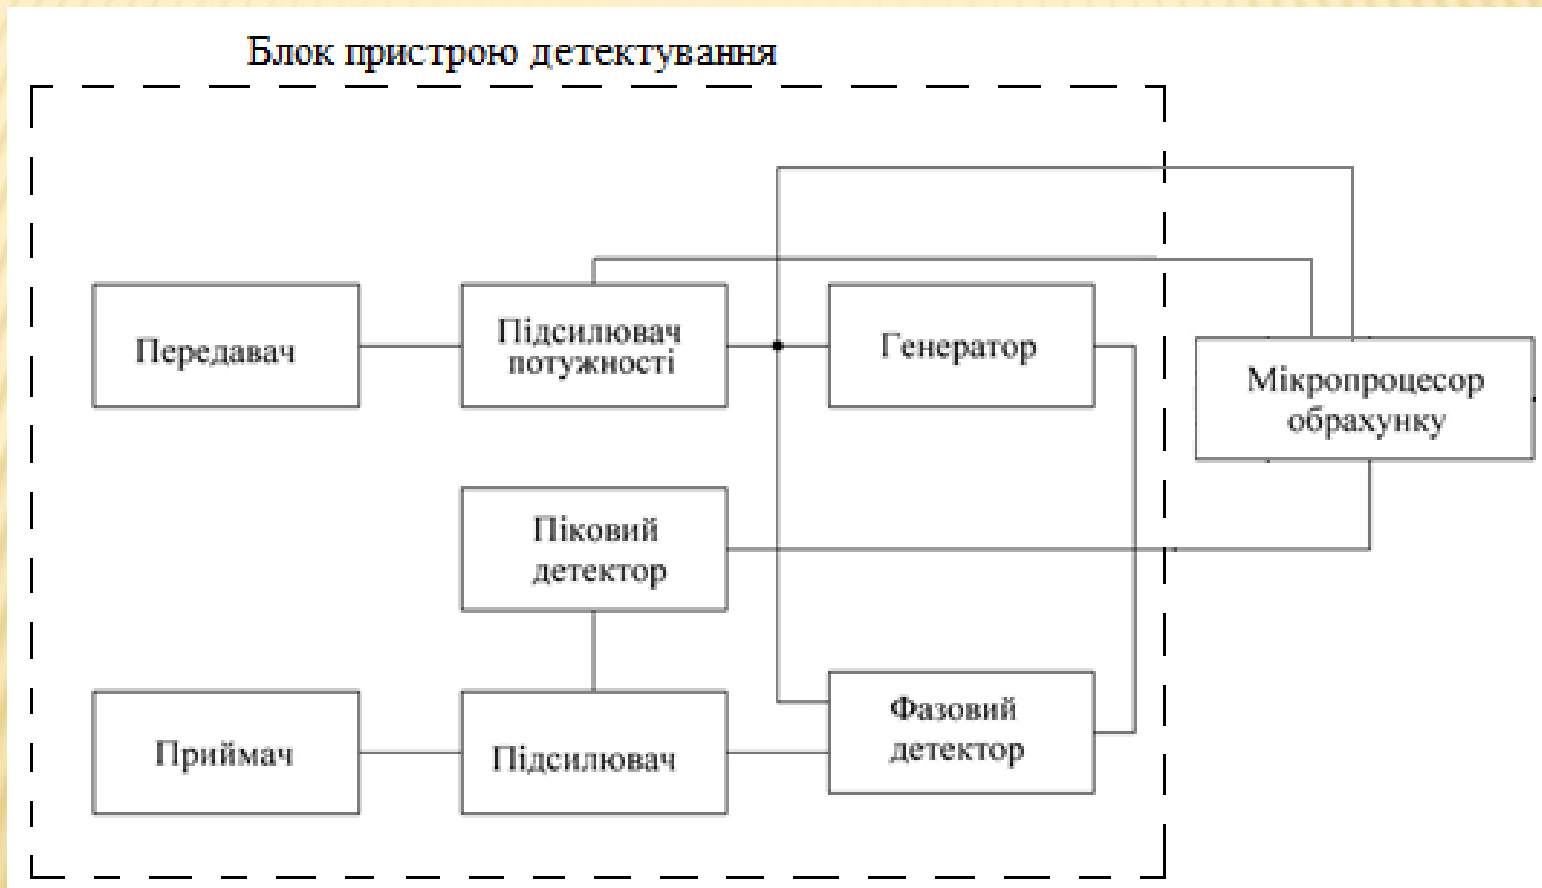 Блок пристрою детектування
Передавач
Підсилювач
потужності
Генератор
Мікропроцесор
обрахунку
Піковий
детектор
Приймач
Підсилювач
Фазовий
детектор